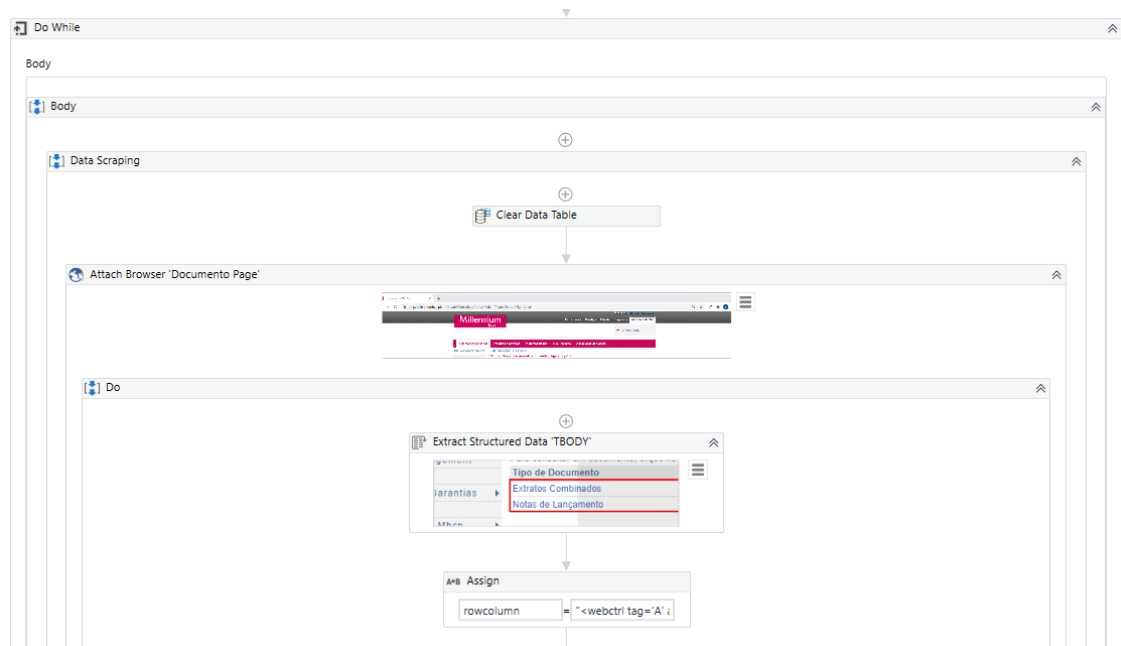 Do While
Body
Body
Data Scraping
Clear Data Table
Attach Browser 'Documento Page'
Millennium
Do
Extract Structured Data 'TBODY'
Tipo de Documento
Garantias
Extratos Combinados
Notas de Lançamento
A*B Assign
rowcolumn = "<webctrl tag='A' a